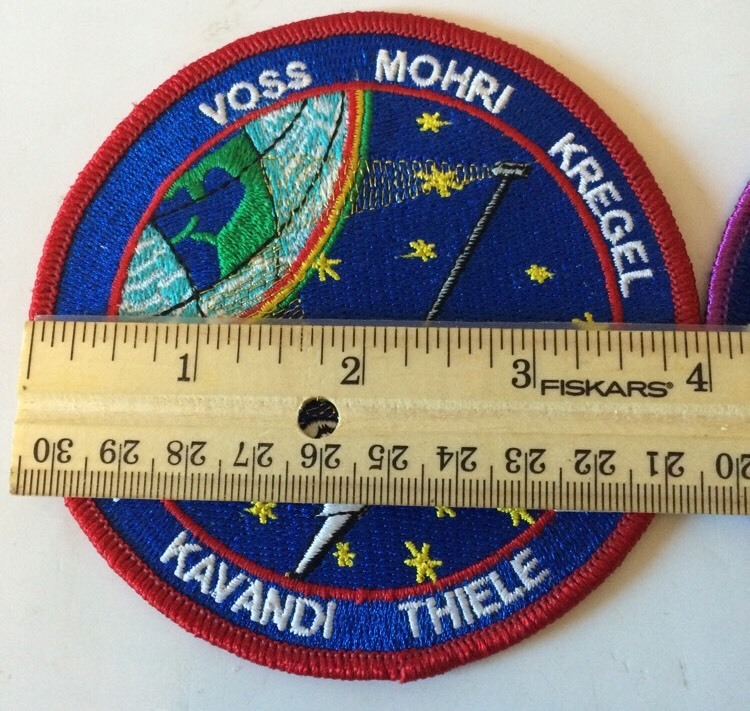 VOSS
MOHRI
KREGEL
1 2 3 FISKARS® 4
30 29 28 27 26 25 24 23 22 21 20
KAVANDI
THIELE